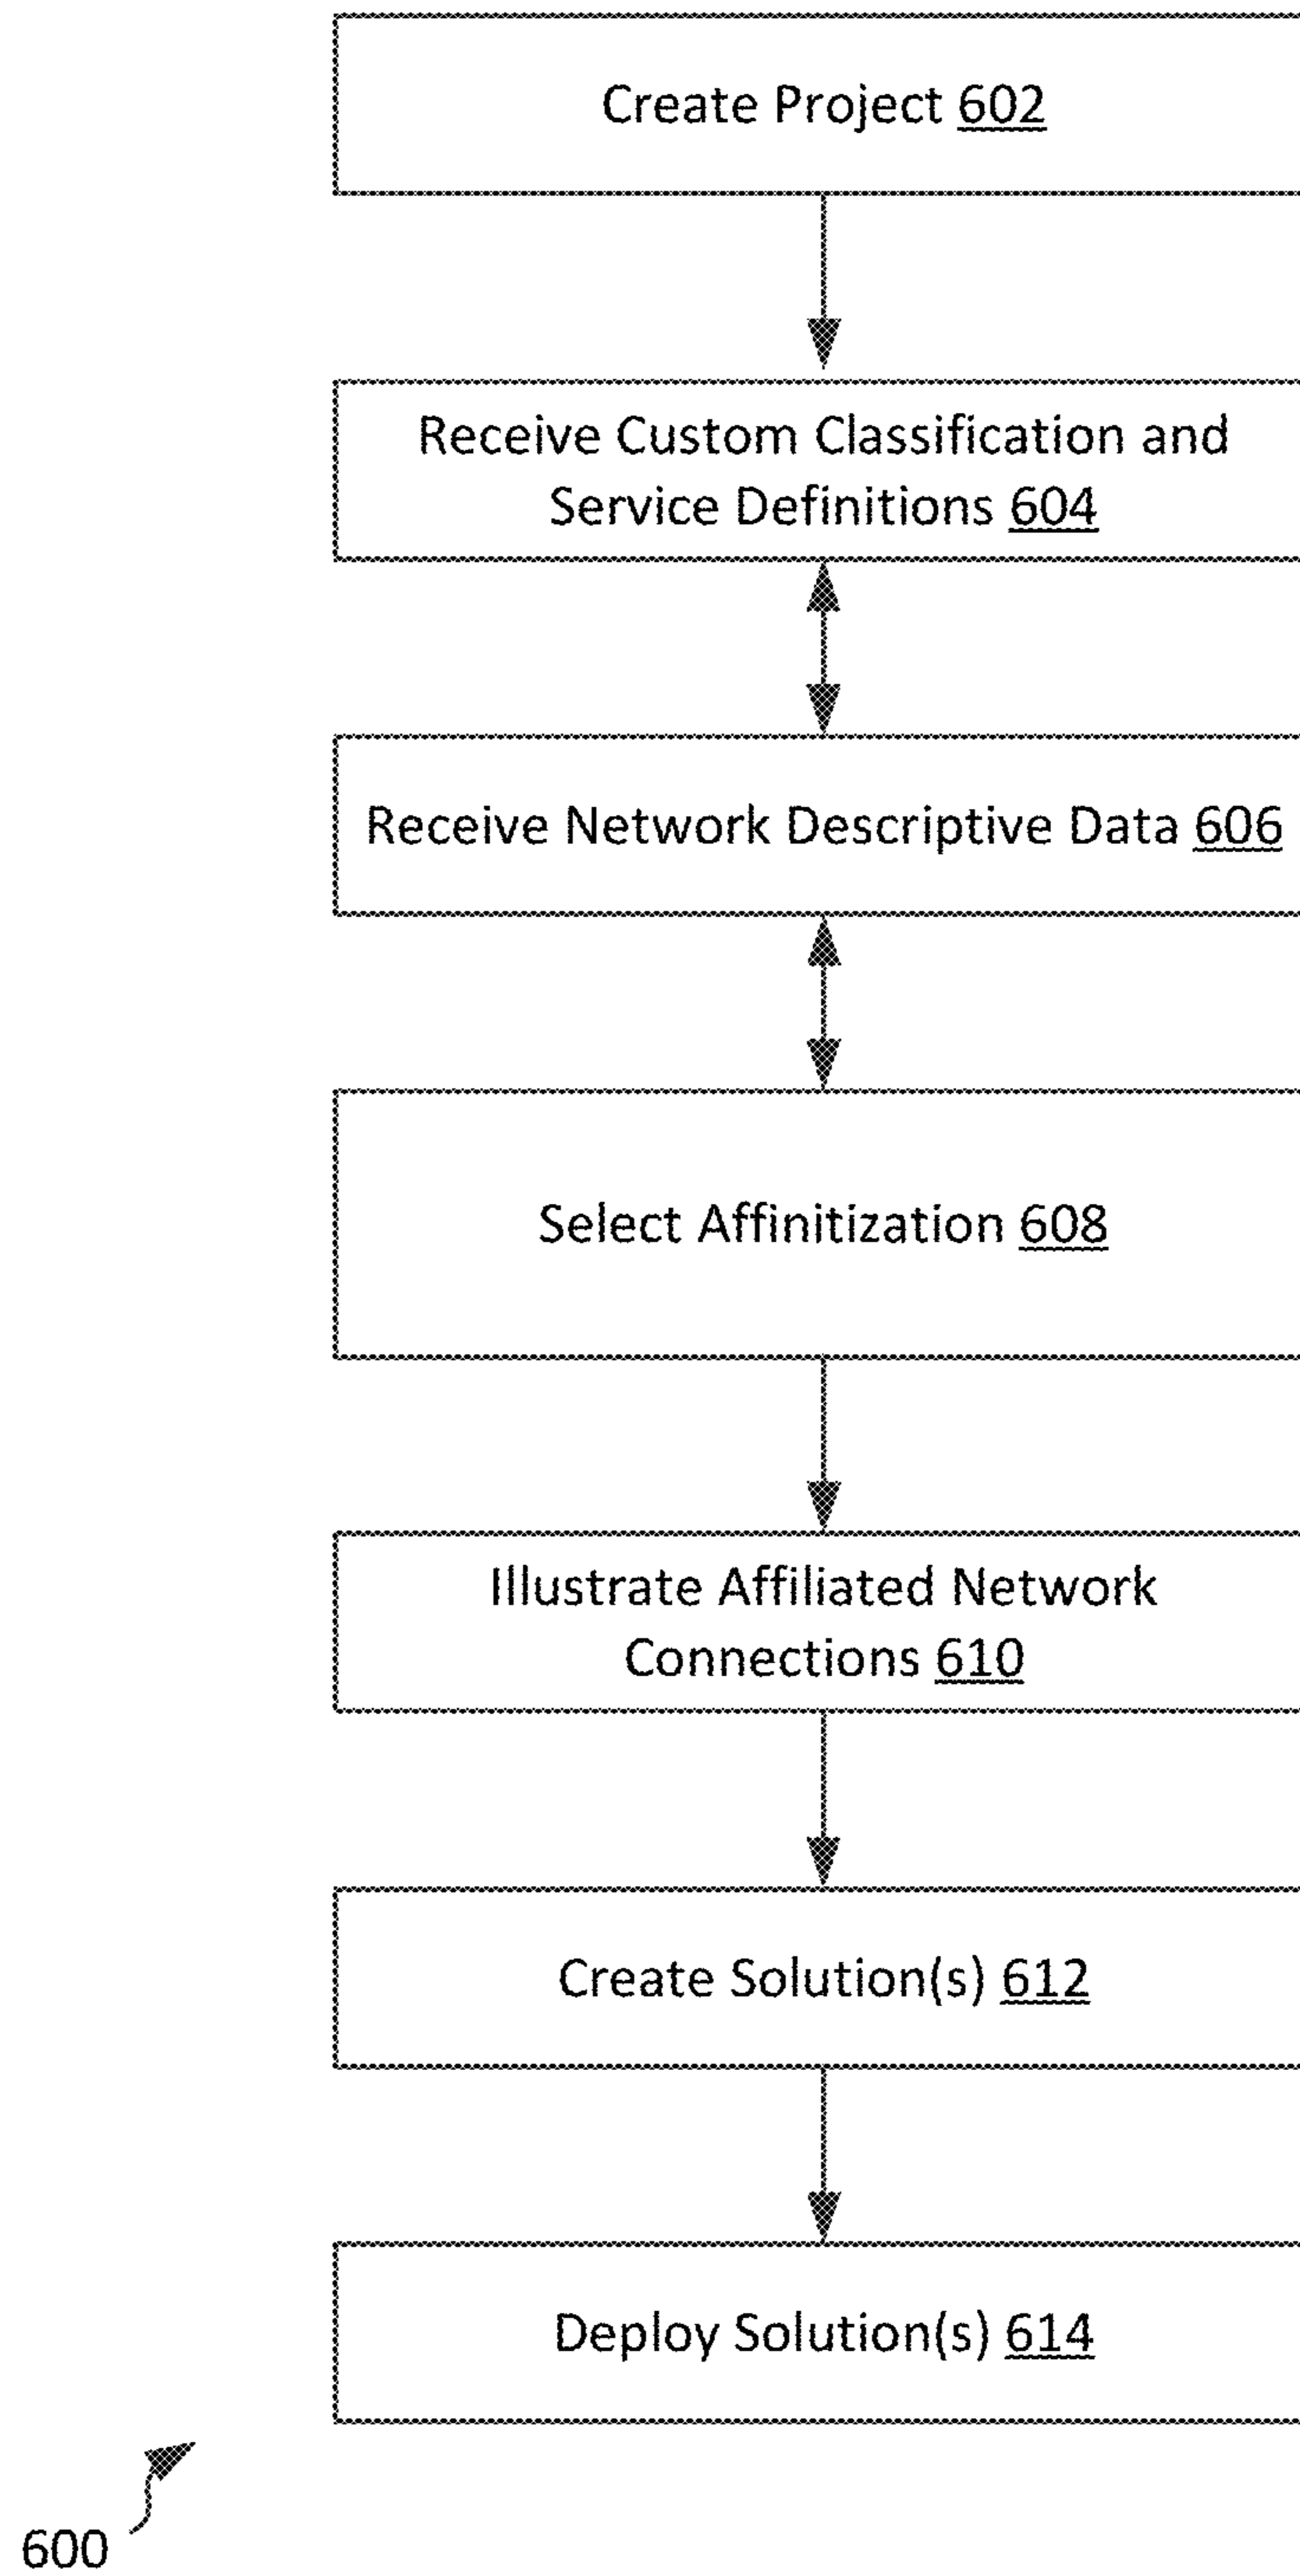 Create Project 602
Receive Custom Classification and
Service Definitions 604
Receive Network Descriptive Data 606
Select Affinitization 608
Illustrate Affiliated Network
Connections 610
Create Solution(s) 612
Deploy Solution(s) 614
600